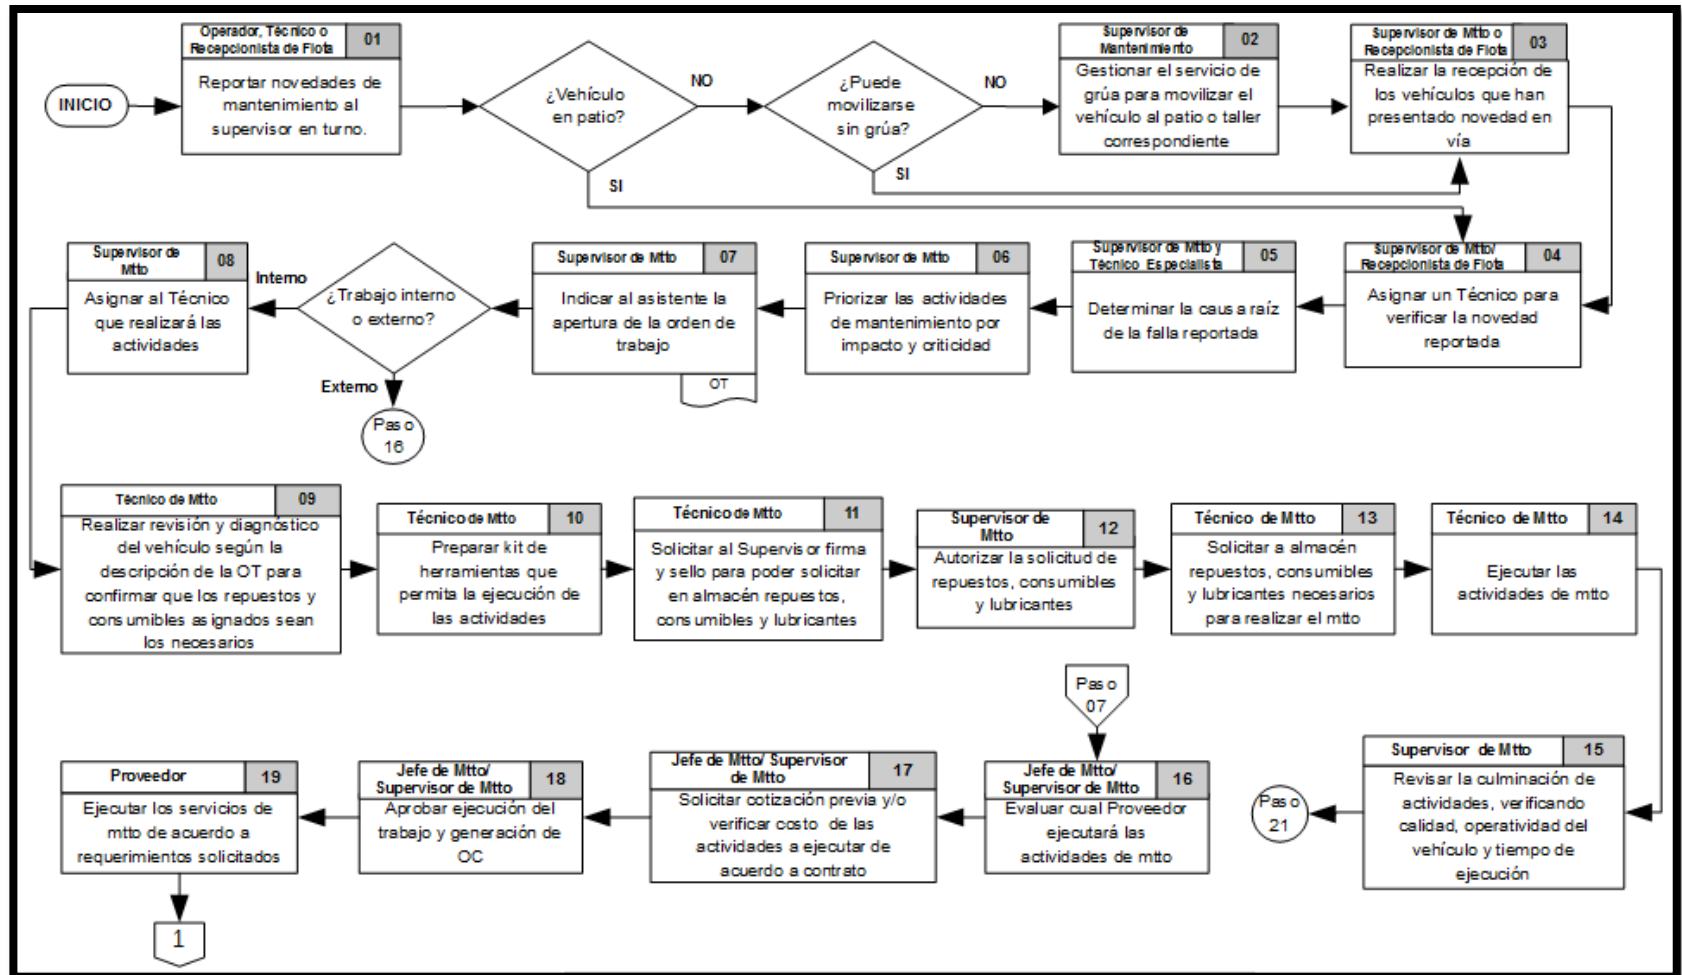 INICIO
Operador, Técnico o
Recepcionista de Flota
01
Reportar novedades de
mantenimiento al
supervisor en turno.
¿Vehículo
en patio?
NO
SI
¿Puede
movilizarse
sin grúa?
NO
SI
Supervisor de
Mantenimiento
02
Gestionar el servicio de
grúa para movilizar el
vehículo al patio o taller
correspondiente
Supervisor de Mtto o
Recepcionista de Flota
03
Realizar la recepción de
los vehículos que han
presentado novedad en
vía
Supervisor de Mtto/
Recepcionista de Flota
04
Asignar un Técnico para
verificar la novedad
reportada
Supervisor de Mtto y
Técnico Especialista
05
Determinar la causa raíz
de la falla reportada
Supervisor de Mtto
06
Priorizar las actividades
de mantenimiento por
impacto y criticidad
Supervisor de Mtto
07
Indicar al asistente la
apertura de la orden de
trabajo
OT
¿Trabajo interno
o externo?
Interno
Externo
Paso
16
Supervisor de
Mtto
08
Asignar al Técnico
que realizará las
actividades
Técnico de Mtto
09
Realizar revisión y diagnóstico
del vehículo según la
descripción de la OT para
confirmar que los repuestos y
consumibles asignados sean
los necesarios
Técnico de Mtto
10
Preparar kit de
herramientas que
permita la ejecución de
las actividades
Técnico de Mtto
11
Solicitar al Supervisor firma
y sello para poder solicitar
en almacén repuestos,
consumibles y lubricantes
Supervisor de
Mtto
12
Autorizar la solicitud de
repuestos, consumibles
y lubricantes
Técnico de Mtto
13
Solicitar a almacén
repuestos, consumibles
y lubricantes necesarios
para realizar el mtto
Técnico de Mtto
14
Ejecutar las
actividades de mtto
Supervisor de Mtto
15
Revisar la culminación de
actividades, verificando
calidad, operatividad del
vehículo y tiempo de
ejecución
Paso
21
Paso
07
Jefe de Mtto/
Supervisor de Mtto
16
Evaluar cual Proveedor
ejecutará las
actividades de mtto
Jefe de Mtto/ Supervisor
de Mtto
17
Solicitar cotización previa y/o
verificar costo de las
actividades a ejecutar de
acuerdo a contrato
Jefe de Mtto/
Supervisor de Mtto
18
Aprobar ejecución del
trabajo y generación de
OC
Proveedor
19
Ejecutar los servicios de
mtto de acuerdo a
requerimientos solicitados
1